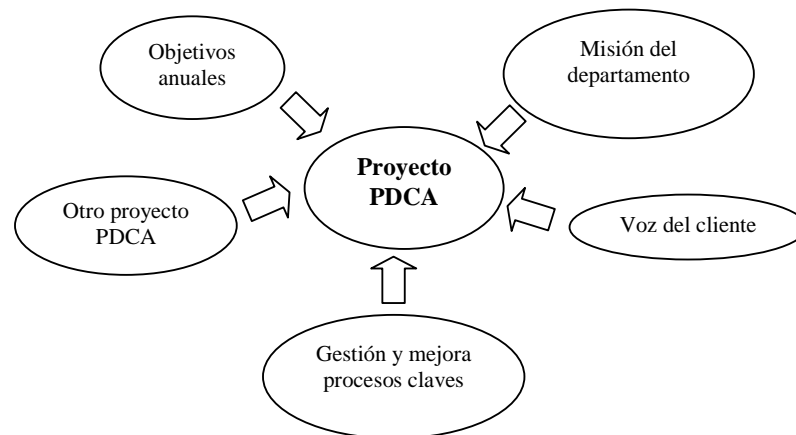 Objetivos
anuales
Misión del
departamento
Proyecto
PDCA
Otro proyecto
PDCA
Voz del cliente
Gestión y mejora
procesos claves